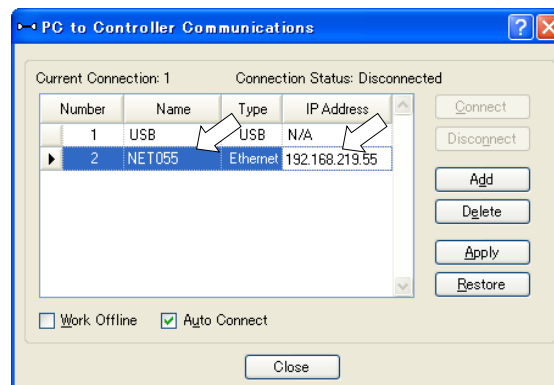 PC to Controller Communications
Current Connection: 1 Connection Status: Disconnected
Number Name Type IP Address
1 USB USB N/A
2 NET055 Ethernet 192.168.219.55
Connect
Disconnect
Add
Delete
Apply
Restore
Work Offline Auto Connect
Close